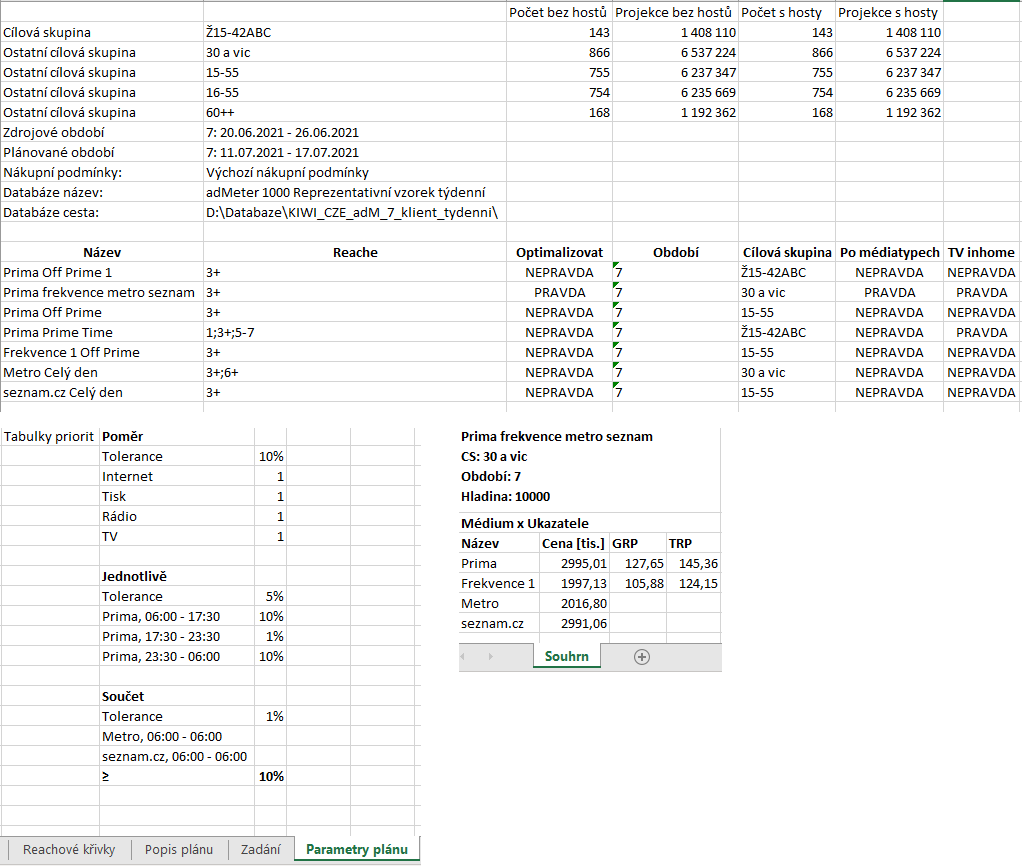 Počet bez hostů Projekce bez hostů Počet s hosty Projekce s hosty
Cílová skupina Ž15-42ABC 143 1 408 110 143 1 408 110
Ostatní cílová skupina 30 a vic 866 6 537 224 866 6 537 224
Ostatní cílová skupina 15-55 755 6 237 347 755 6 237 347
Ostatní cílová skupina 16-55 754 6 235 669 754 6 235 669
Ostatní cílová skupina 60++ 168 1 192 362 168 1 192 362
Zdrojové období 7: 20.06.2021 - 26.06.2021
Plánované období 7: 11.07.2021 - 17.07.2021
Nákupní podmínky: Výchozí nákupní podmínky
Databáze název: adMeter 1000 Reprezentativní vzorek týdenní
Databáze cesta: D:\Databaze\KIWI_CZE_adM_7_klient_tydenni\
Název Reache Optimalizovat Období Cílová skupina Po médiatypech TV inhome
Prima Off Prime 1 3+ NEPRAVDA 7 Ž15-42ABC NEPRAVDA NEPRAVDA
Prima frekvence metro seznam 3+ PRAVDA 7 30 a vic PRAVDA PRAVDA
Prima Off Prime 3+ NEPRAVDA 7 15-55 NEPRAVDA NEPRAVDA
Prima Prime Time 1;3+;5-7 NEPRAVDA 7 Ž15-42ABC NEPRAVDA PRAVDA
Frekvence 1 Off Prime 3+ NEPRAVDA 7 15-55 NEPRAVDA NEPRAVDA
Metro Celý den 3+;6+ NEPRAVDA 7 30 a vic NEPRAVDA NEPRAVDA
seznam.cz Celý den 3+ NEPRAVDA 7 15-55 NEPRAVDA NEPRAVDA
Tabulky priorit Poměr
Tolerance 10%
Internet 1
Tisk 1
Rádio 1
TV 1
Jednotlivě
Tolerance 5%
Prima, 06:00 - 17:30 10%
Prima, 17:30 - 23:30 1%
Prima, 23:30 - 06:00 10%
Součet
Tolerance 1%
Metro, 06:00 - 06:00
seznam.cz, 06:00 - 06:00
≥ 10%
Reachové křivky Popis plánu Zadání Parametry plánu
Prima frekvence metro seznam
CS: 30 a vic
Období: 7
Hladina: 10000
Médium x Ukazatele
Název Cena [tis.] GRP TRP
Prima 2995,01 127,65 145,36
Frekvence 1 1997,13 105,88 124,15
Metro 2016,80
seznam.cz 2991,06
Souhrn